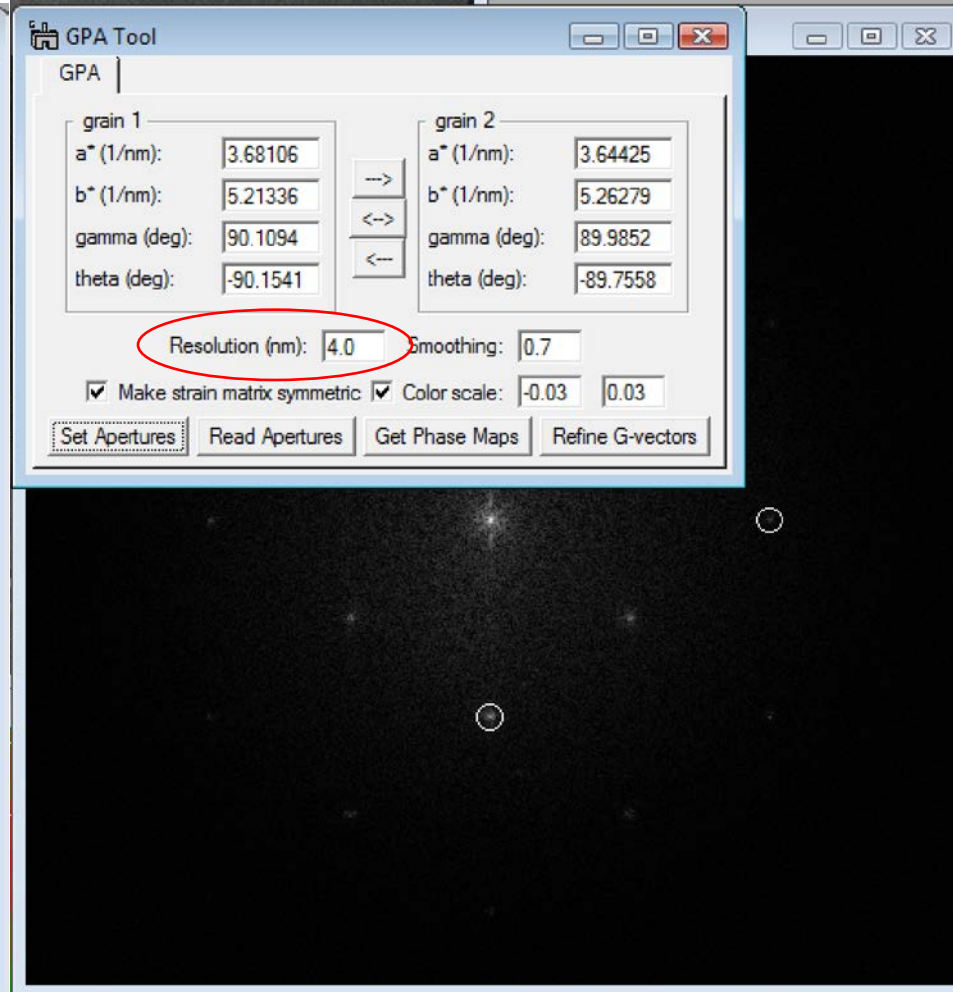 GPA Tool
GPA
grain 1
a* (1/nm): 3.68106
b* (1/nm): 5.21336
gamma (deg): 90.1094
theta (deg): -90.1541
--->
<-->
<---
grain 2
a* (1/nm): 3.64425
b* (1/nm): 5.26279
gamma (deg): 89.9852
theta (deg): -89.7558
Resolution (nm): 4.0 Smoothing: 0.7
Make strain matrix symmetric Color scale: -0.03 0.03
Set Apertures Read Apertures Get Phase Maps Refine G-vectors